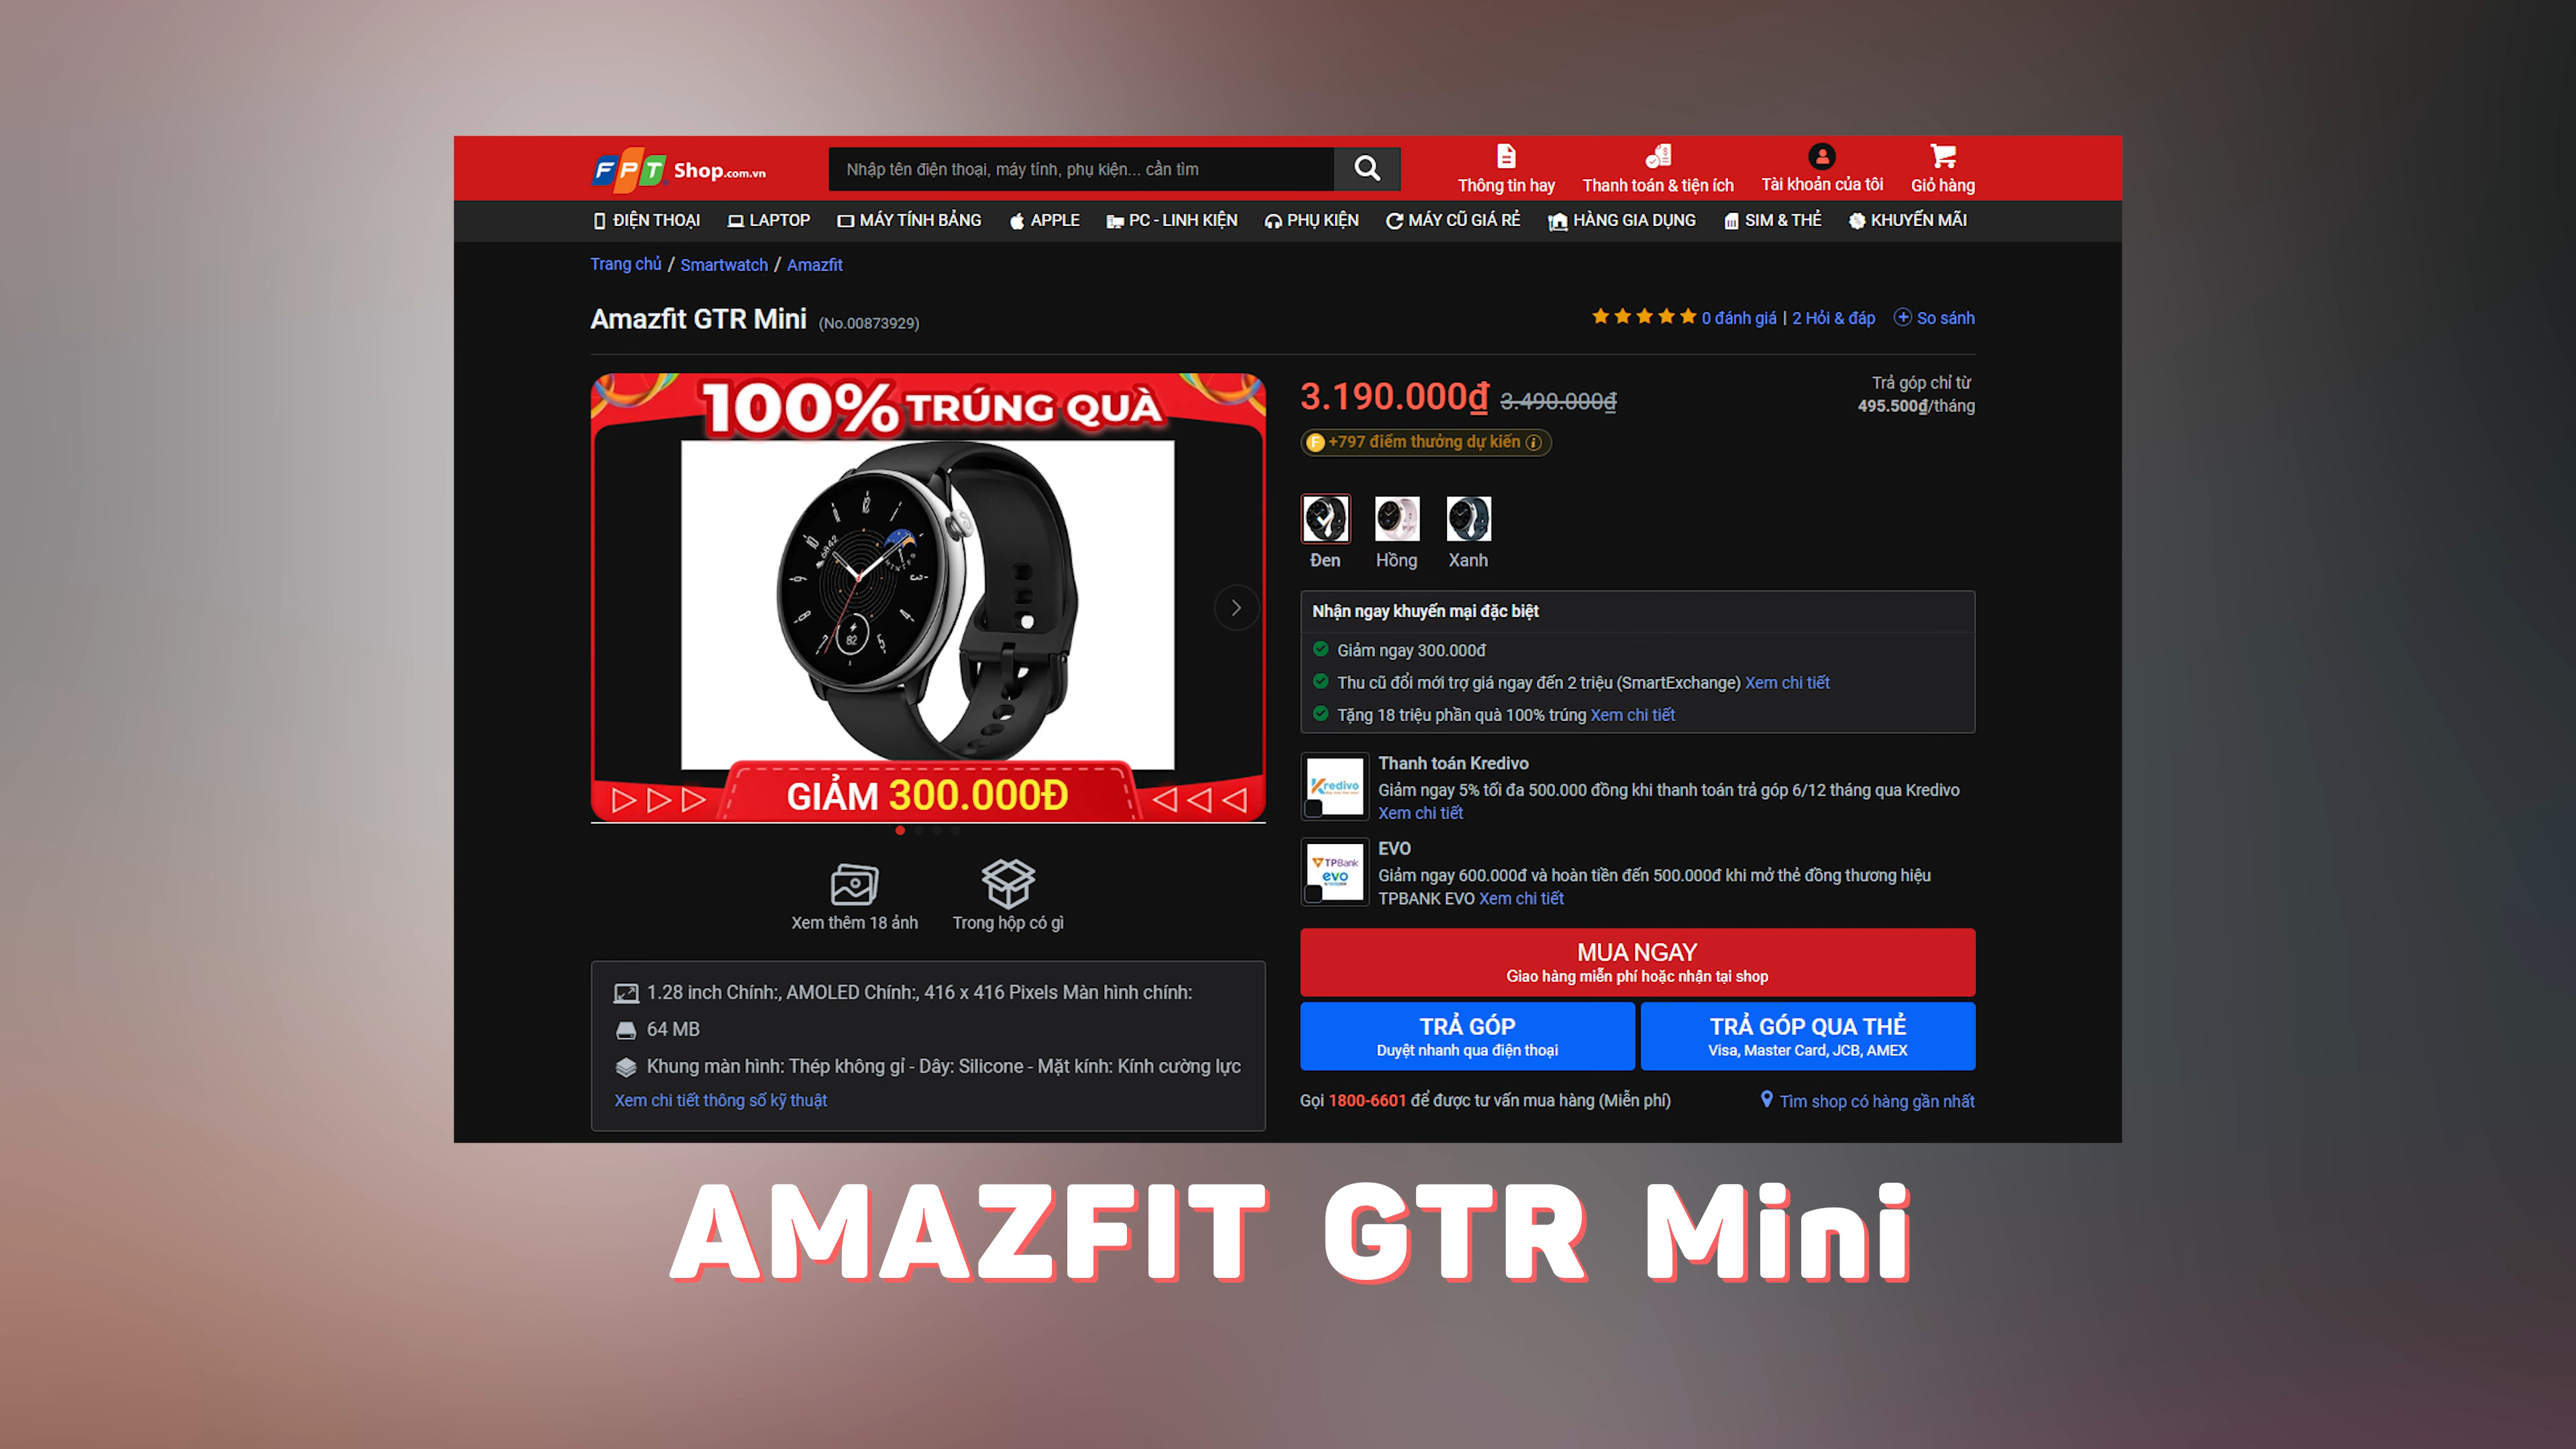 FPT Shop.com.vn
Nhập tên điện thoại, máy tính, phụ kiện... cần tìm
Thông tin hay
Thanh toán & tiện ích
Tài khoản của tôi
Giỏ hàng
ĐIỆN THOẠI
LAPTOP
MÁY TÍNH BẢNG
APPLE
PC - LINH KIỆN
PHỤ KIỆN
MÁY CŨ GIÁ RẺ
HÀNG GIA DỤNG
SIM & THẺ
KHUYẾN MÃI
Trang chủ / Smartwatch / Amazfit
Amazfit GTR Mini (No.00873929)
0 đánh giá | 2 Hỏi & đáp
So sánh
100% TRÚNG QUÀ
82
GIẢM 300.000Đ
Xem thêm 18 ảnh
Trong hộp có gì
1.28 inch Chính:, AMOLED Chính:, 416 x 416 Pixels Màn hình chính:
64 MB
Khung màn hình: Thép không gỉ - Dây: Silicone - Mặt kính: Kính cường lực
Xem chi tiết thông số kỹ thuật
3.190.000₫ 3.490.000₫
Trả góp chỉ từ
495.500₫/tháng
+797 điểm thưởng dự kiến
Đen
Hồng
Xanh
Nhận ngay khuyến mại đặc biệt
Giảm ngay 300.000đ
Thu cũ đổi mới trợ giá ngay đến 2 triệu (SmartExchange) Xem chi tiết
Tặng 18 triệu phần quà 100% trúng Xem chi tiết
Kredivo
Thanh toán Kredivo
Giảm ngay 5% tối đa 500.000 đồng khi thanh toán trả góp 6/12 tháng qua Kredivo
Xem chi tiết
TPBank
evo
EVO
Giảm ngay 600.000đ và hoàn tiền đến 500.000đ khi mở thẻ đồng thương hiệu
TPBANK EVO Xem chi tiết
MUA NGAY
Giao hàng miễn phí hoặc nhận tại shop
TRẢ GÓP
Duyệt nhanh qua điện thoại
TRẢ GÓP QUA THẺ
Visa, Master Card, JCB, AMEX
Gọi 1800-6601 để được tư vấn mua hàng (Miễn phí)
Tìm shop có hàng gần nhất
AMAZFIT GTR Mini